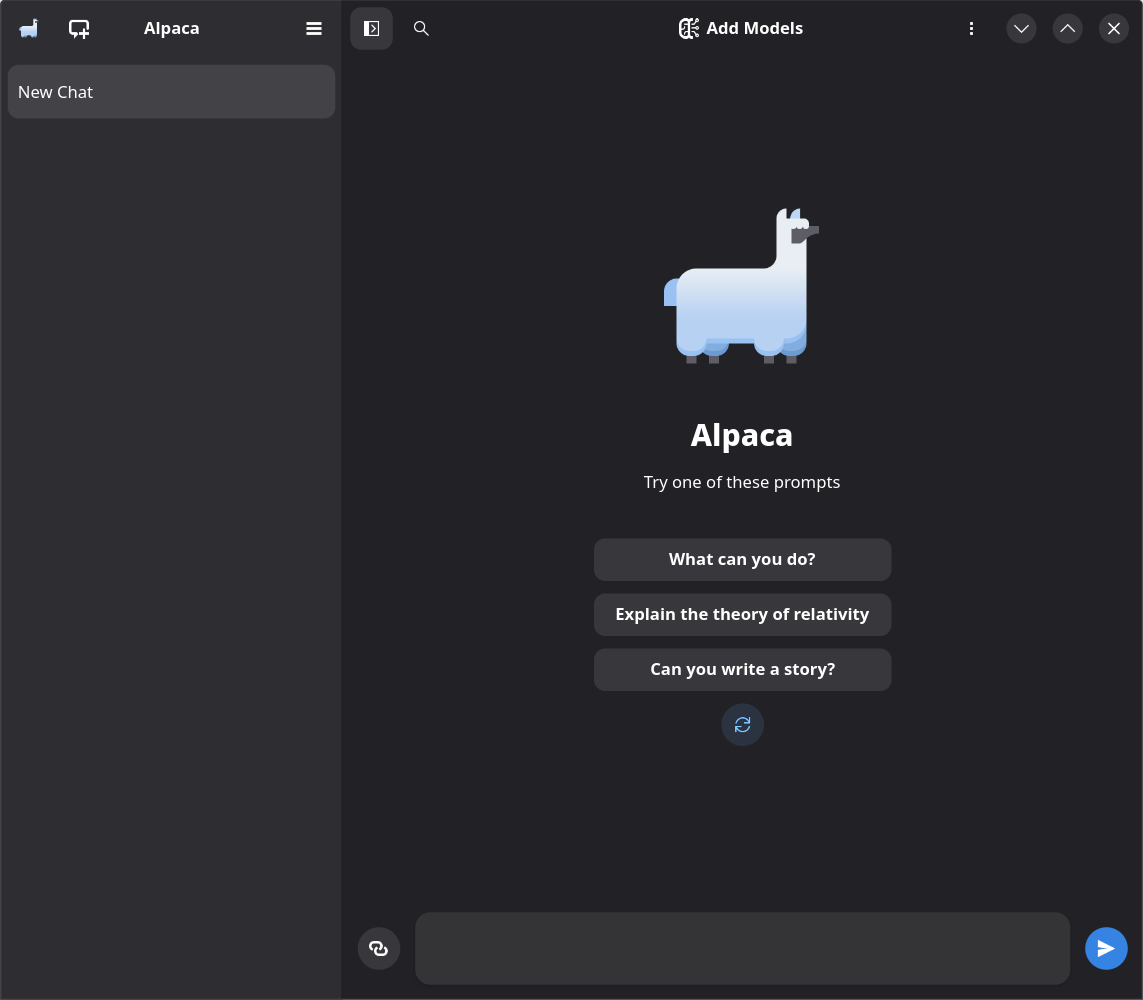 Alpaca
Add Models
New Chat
Alpaca
Try one of these prompts
What can you do?
Explain the theory of relativity
Can you write a story?